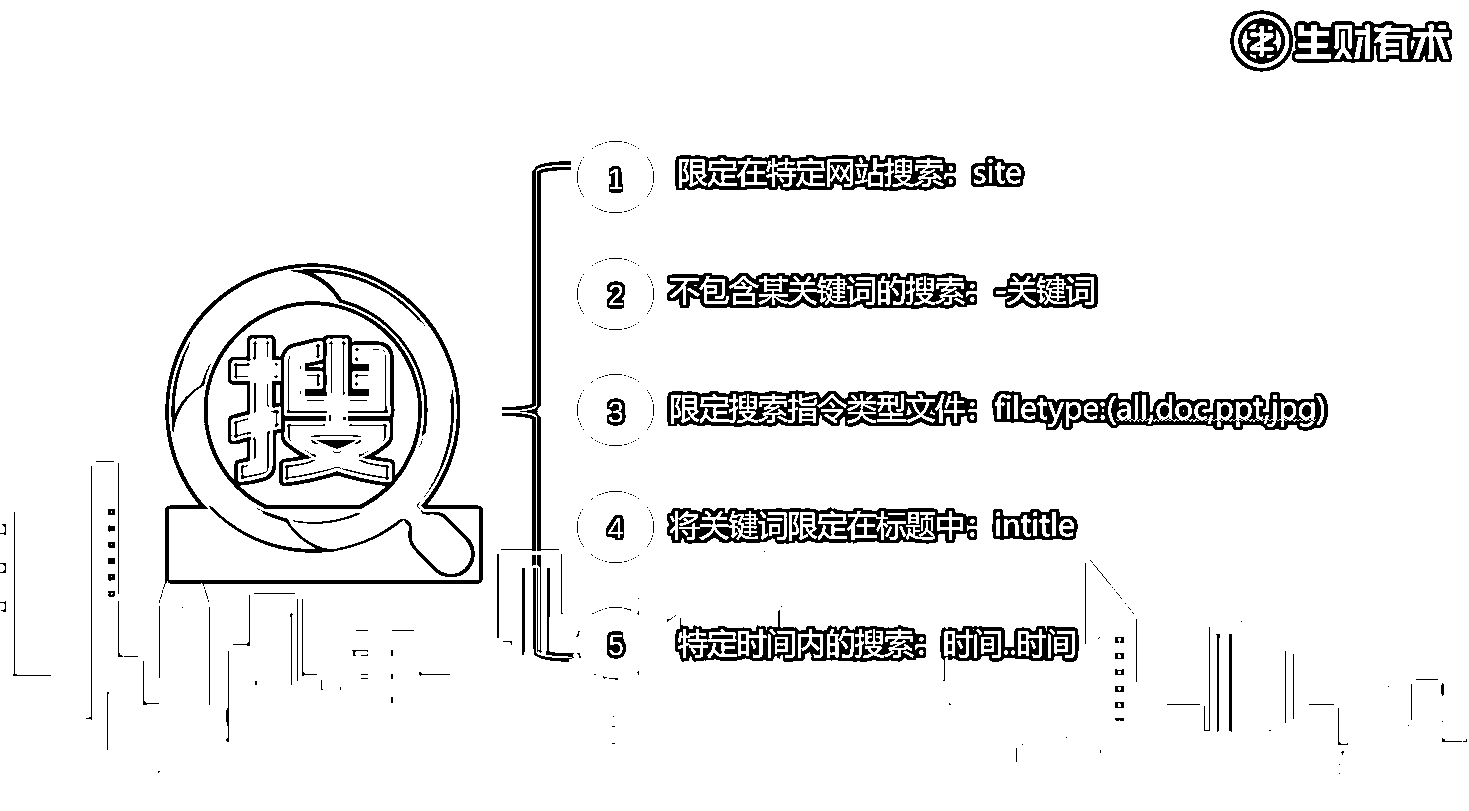 生财有术
1 限定在特定网站搜索：site
2 不包含某关键词的搜索：-关键词
搜
3 限定搜索指令类型文件：filetype:(all,doc,ppt,jpg)
4 将关键词限定在标题中：intitle
5 特定时间内的搜索：时间..时间